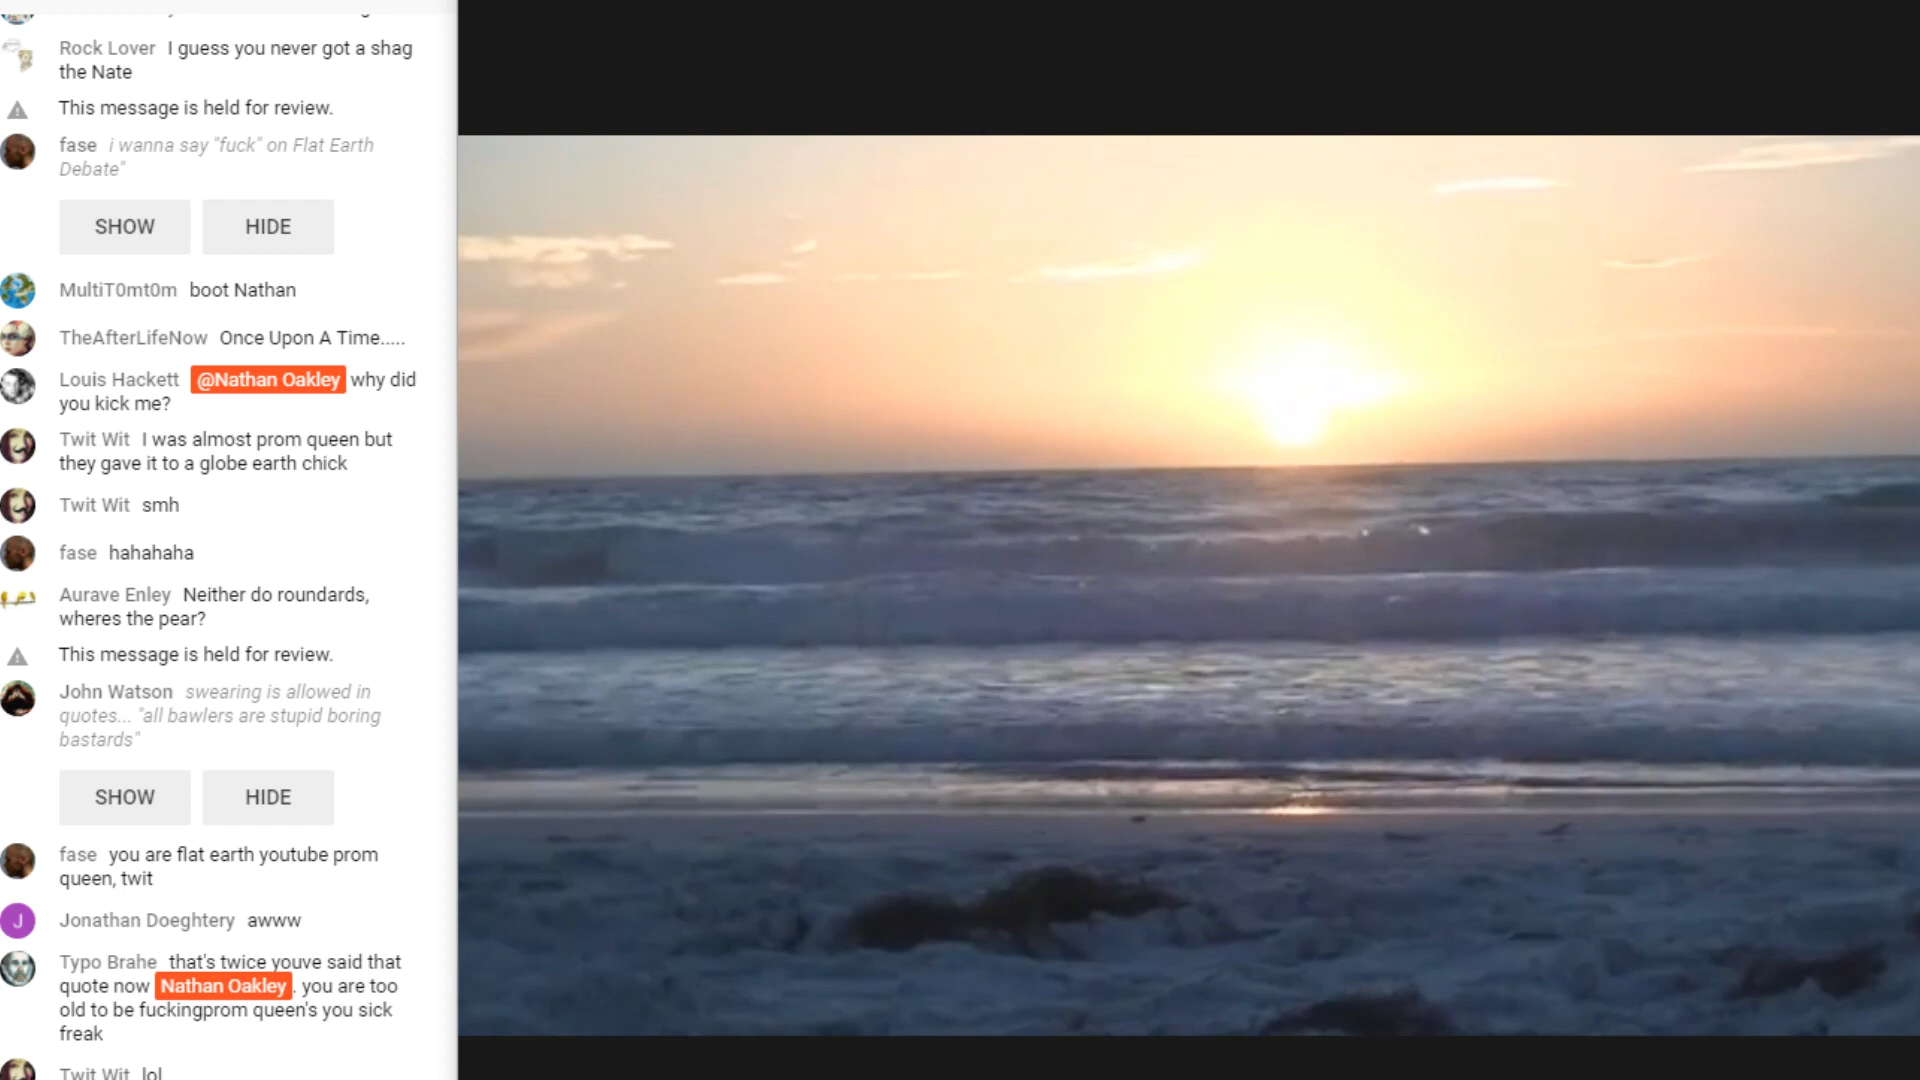 Rock Lover I guess you never got a shag
the Nate
This message is held for review.
fase i wanna say "fuck" on Flat Earth
Debate"
SHOW HIDE
MultiT0mt0m boot Nathan
TheAfterLifeNow Once Upon A Time.....
Louis Hackett @Nathan Oakley why did
you kick me?
Twit Wit I was almost prom queen but
they gave it to a globe earth chick
Twit Wit smh
fase hahahaha
Aurave Enley Neither do roundards,
wheres the pear?
This message is held for review.
John Watson swearing is allowed in
quotes... "all bawlers are stupid boring
bastards"
SHOW HIDE
fase you are flat earth youtube prom
queen, twit
J
Jonathan Doeghtery awww
Typo Brahe that's twice youve said that
quote now Nathan Oakley. you are too
old to be fuckingprom queen's you sick
freak
Twit Wit lol